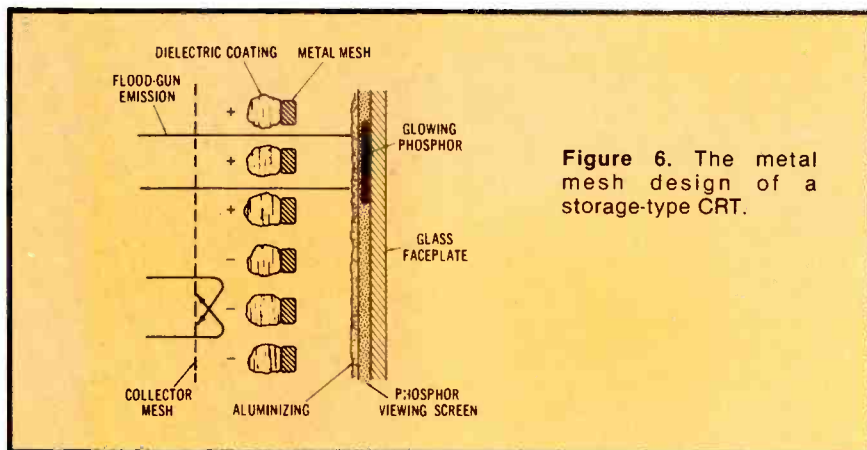 DIELECTRIC COATING METAL MESH
FLOOD-GUN
EMISSION
+
GLOWING
PHOSPHOR
+
+
GLASS
FACEPLATE
−
−
−
COLLECTOR
MESH
ALUMINIZING
PHOSPHOR
VIEWING SCREEN
Figure 6. The metal
mesh design of a
storage-type CRT.